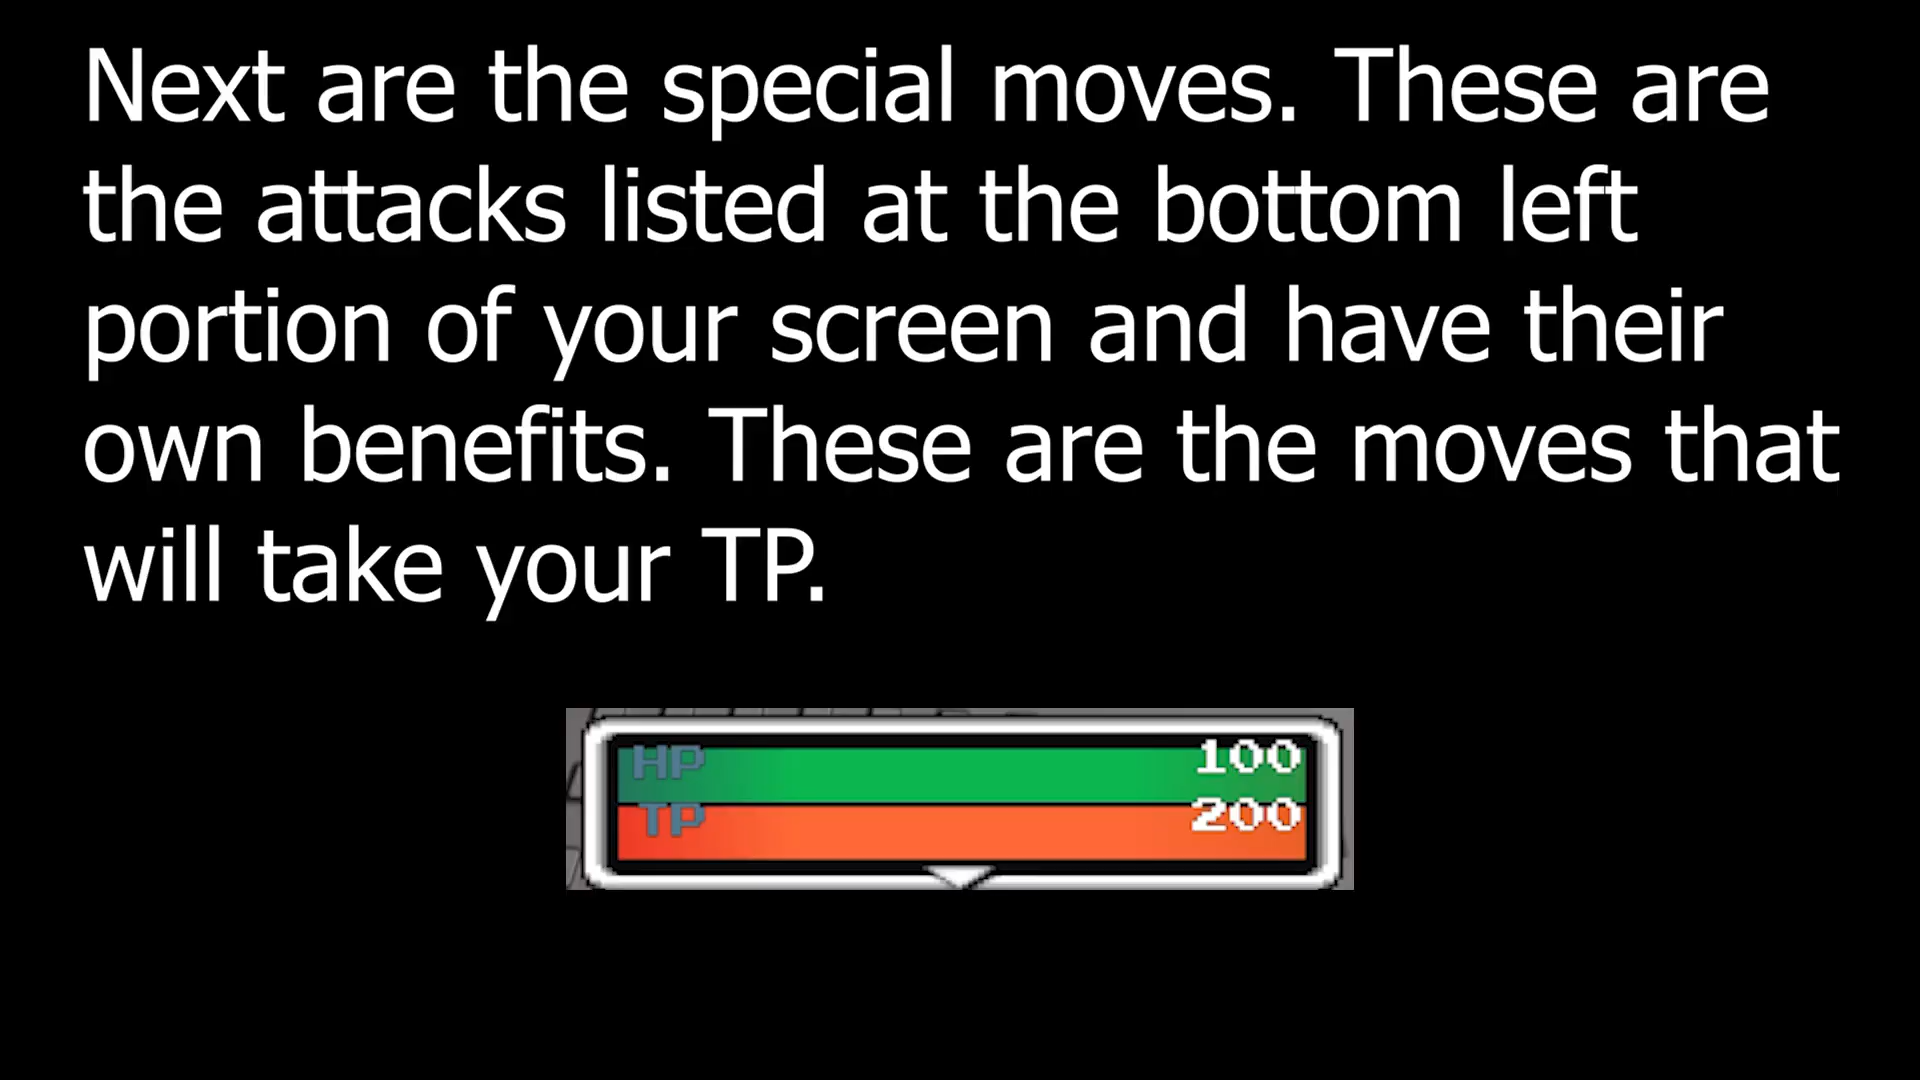 Next are the special moves. These are
the attacks listed at the bottom left
portion of your screen and have their
own benefits. These are the moves that
will take your TP.
HP 100
TP 200